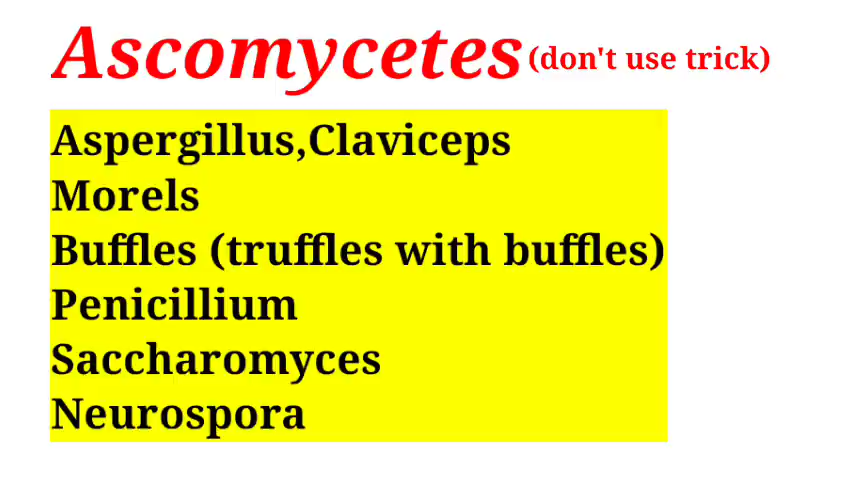 Ascomycetes (don't use trick)
Aspergillus,Claviceps
Morels
Buffles (truffles with buffles)
Penicillium
Saccharomyces
Neurospora